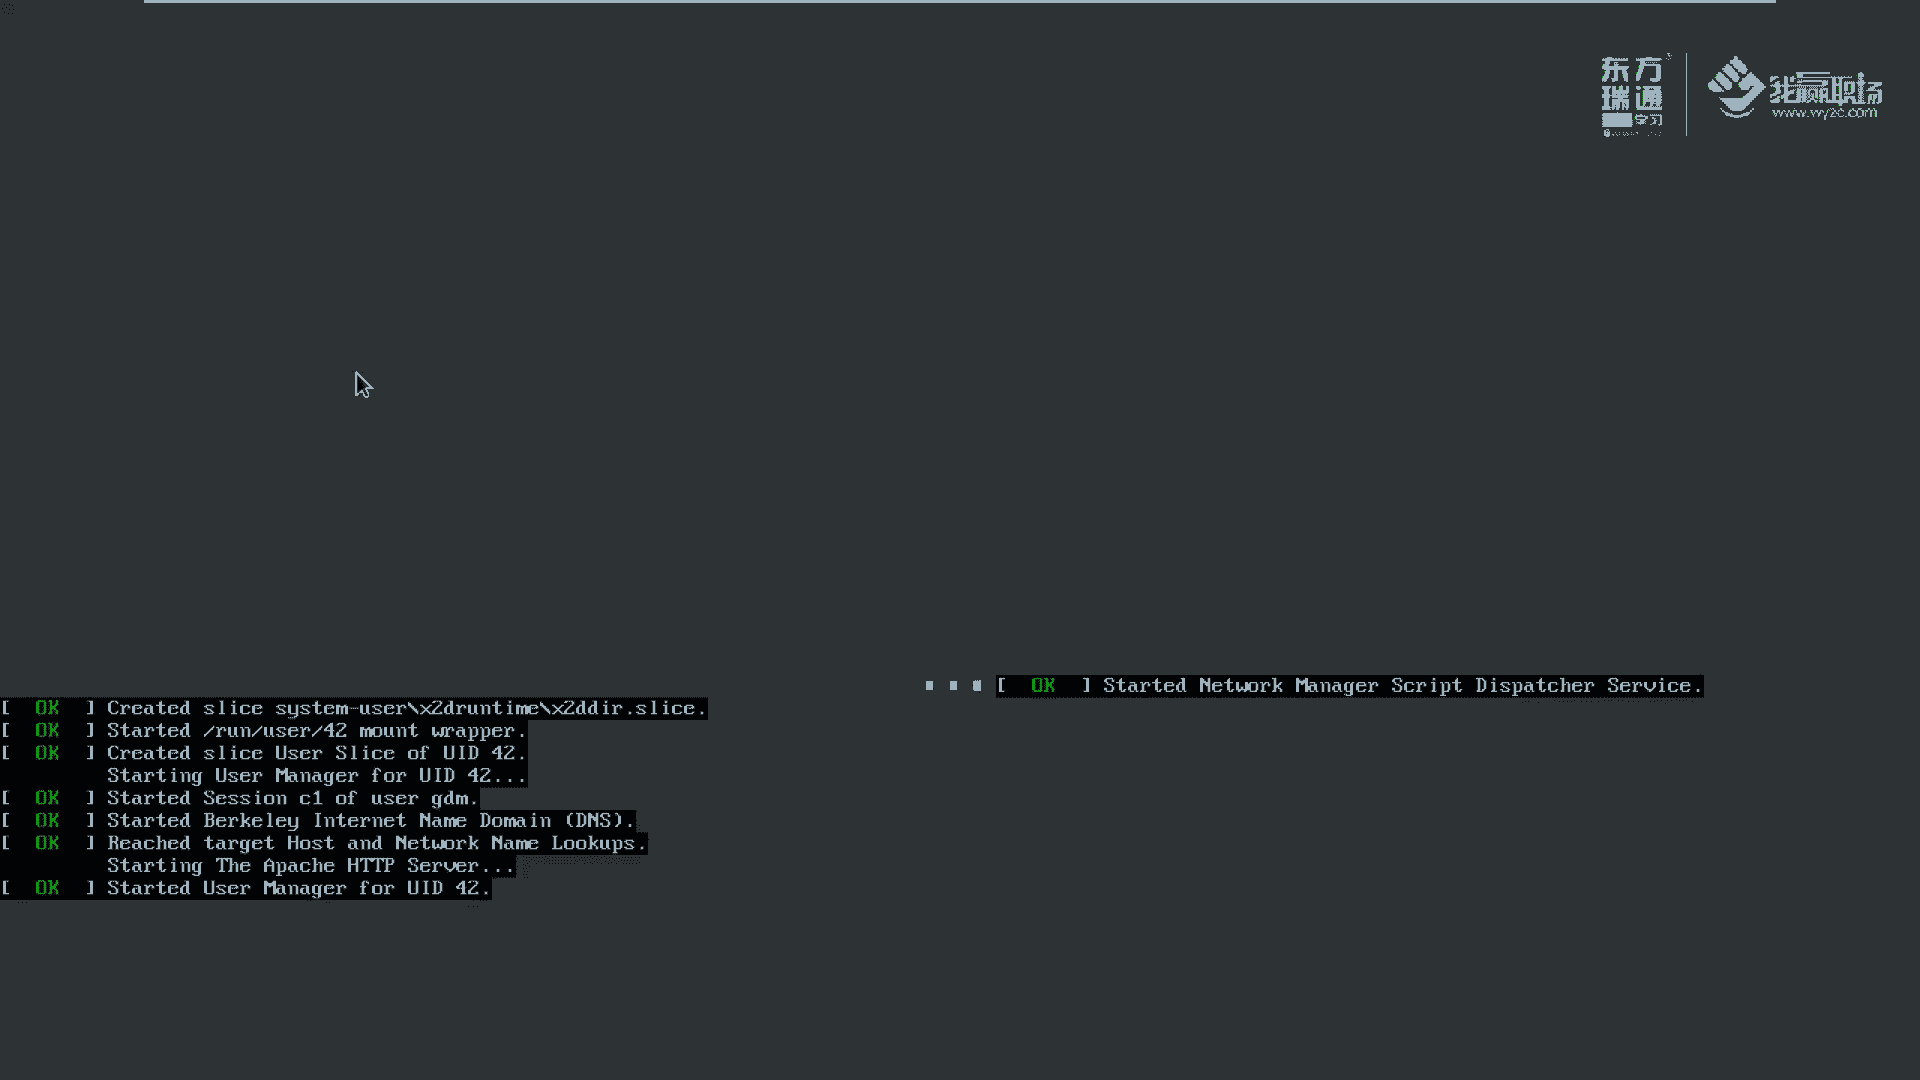 东方
瑞通
学习
我赢职场
www.wyzc.com
[  OK  ] Started Network Manager Script Dispatcher Service.
[  OK  ] Created slice system-user\x2druntime\x2ddir.slice.
[  OK  ] Started /run/user/42 mount wrapper.
[  OK  ] Created slice User Slice of UID 42.
Starting User Manager for UID 42...
[  OK  ] Started Session c1 of user gdm.
[  OK  ] Started Berkeley Internet Name Domain (DNS).
[  OK  ] Reached target Host and Network Name Lookups.
Starting The Apache HTTP Server...
[  OK  ] Started User Manager for UID 42.